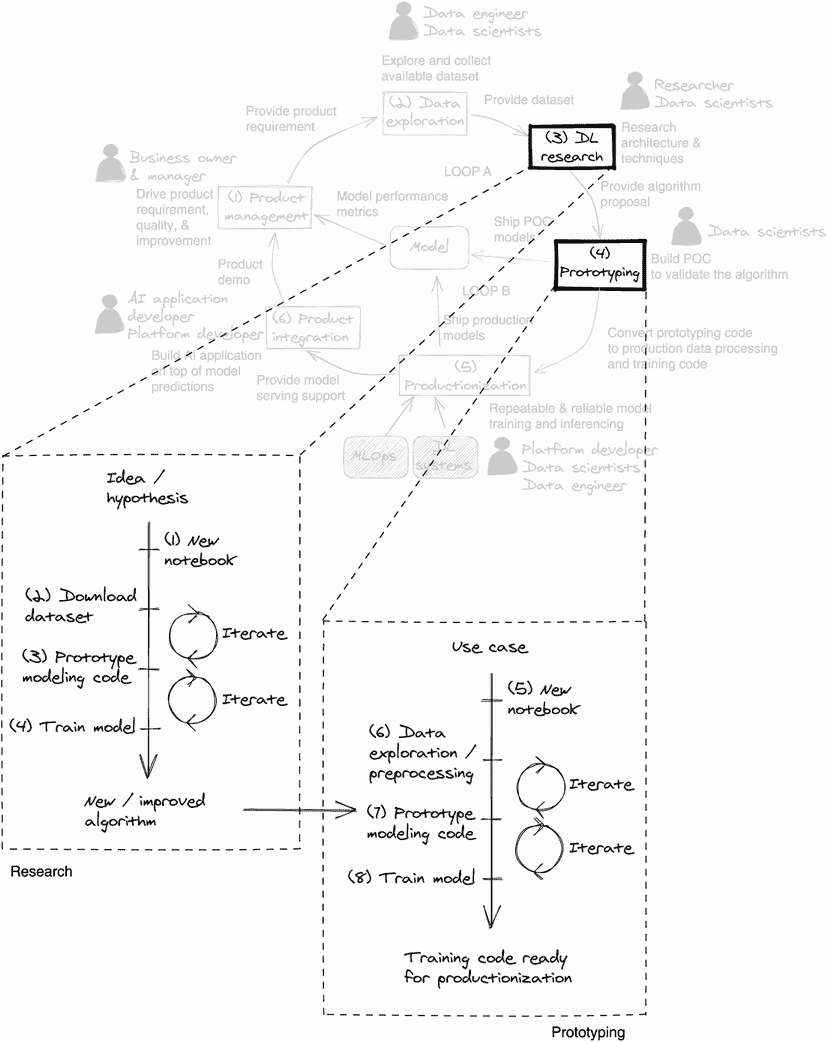 Data engineer
Data scientists
Explore and collect
available dataset
(2) Data
exploration
Provide dataset
Researcher
Data scientists
Provide product
requirement
(3) DL
research
Research
architecture &
techniques
Business owner
& manager
Drive product
requirement,
quality, &
improvement
(1) Product
management
LOOP A
Model performance
metrics
Provide algorithm
proposal
Ship POC
models
Data scientists
Model
(4)
Prototyping
Build POC
to validate the algorithm
Product
demo
LOOP B
AI application
developer
Platform developer
(6) Product
integration
Ship production
models
Convert prototyping code
to production data processing
and training code
Build AI application
on top of model
predictions
Provide model
serving support
(5)
Productionization
Repeatable & reliable model
training and inferencing
MLOps
DL
systems
Platform developer
Data scientists
Data engineer
Idea /
hypothesis
(1) New
notebook
(2) Download
dataset
Iterate
(3) Prototype
modeling code
Iterate
(4) Train model
New / improved
algorithm
Research
Use case
(5) New
notebook
(6) Data
exploration /
preprocessing
Iterate
(7) Prototype
modeling code
Iterate
(8) Train model
Training code ready
for productionization
Prototyping